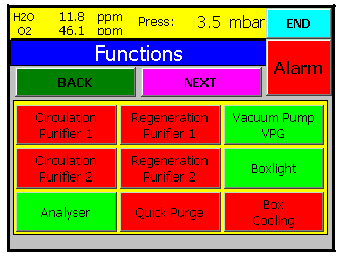 H2O 11.8 ppm Press: 3.5 mbar END
O2 46.1 ppm
Functions
Alarm
BACK NEXT
Circulation Purifier 1
Regeneration Purifier 1
Vacuum Pump VPG
Circulation Purifier 2
Regeneration Purifier 2
Boxlight
Analyser
Quick Purge
Box Cooling